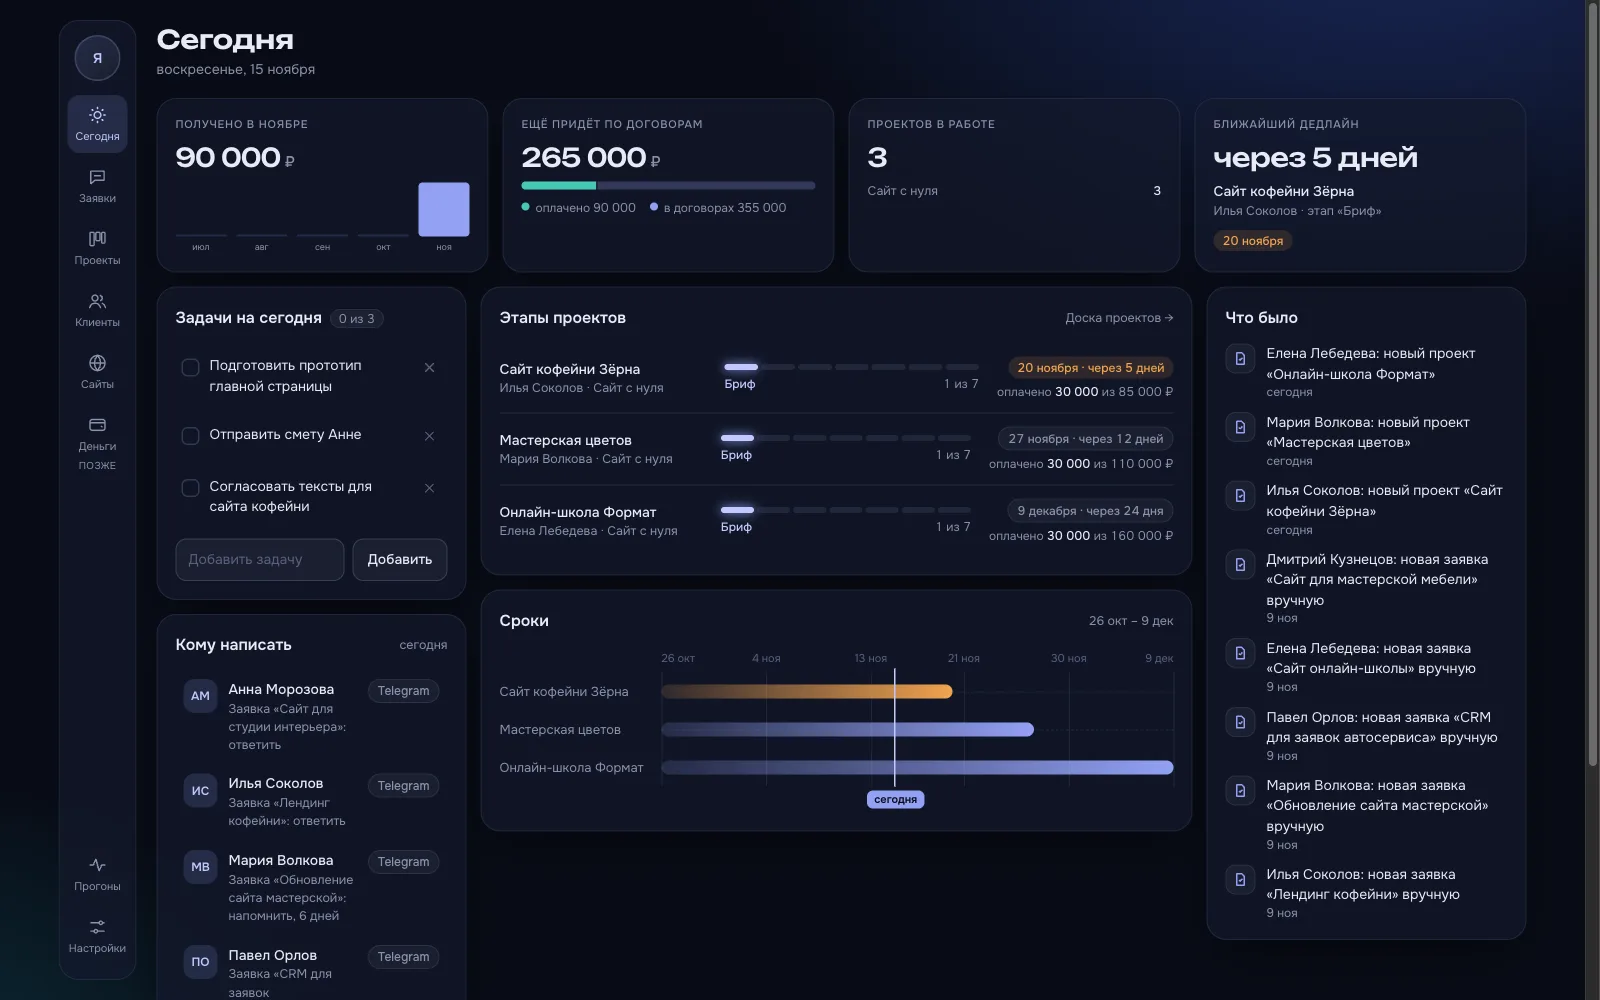 Я
Сегодня
Заявки
Проекты
Клиенты
Сайты
Деньги
ПОЗЖЕ
Прогоны
Настройки
Сегодня
воскресенье, 15 ноября
ПОЛУЧЕНО В НОЯБРЕ
90 000 ₽
июл авг сен окт ноя
ЕЩЁ ПРИДЁТ ПО ДОГОВОРАМ
265 000 ₽
оплачено 90 000 в договорах 355 000
ПРОЕКТОВ В РАБОТЕ
3
Сайт с нуля 3
БЛИЖАЙШИЙ ДЕДЛАЙН
через 5 дней
Сайт кофейни Зёрна
Илья Соколов · этап «Бриф»
20 ноября
Задачи на сегодня 0 из 3
Подготовить прототип
главной страницы
Отправить смету Анне
Согласовать тексты для
сайта кофейни
Добавить задачу Добавить
Кому написать сегодня
АМ
Анна Морозова Telegram
Заявка «Сайт для
студии интерьера»:
ответить
ИС
Илья Соколов Telegram
Заявка «Лендинг
кофейни»: ответить
МВ
Мария Волкова Telegram
Заявка «Обновление
сайта мастерской»:
напомнить, 6 дней
ПО
Павел Орлов Telegram
Заявка «CRM для
заявок
Этапы проектов Доска проектов →
Сайт кофейни Зёрна 20 ноября · через 5 дней
Илья Соколов · Сайт с нуля Бриф 1 из 7 оплачено 30 000 из 85 000 ₽
Мастерская цветов 27 ноября · через 12 дней
Мария Волкова · Сайт с нуля Бриф 1 из 7 оплачено 30 000 из 110 000 ₽
Онлайн-школа Формат 9 декабря · через 24 дня
Елена Лебедева · Сайт с нуля Бриф 1 из 7 оплачено 30 000 из 160 000 ₽
Сроки 26 окт – 9 дек
26 окт 4 ноя 13 ноя 21 ноя 30 ноя 9 дек
Сайт кофейни Зёрна
Мастерская цветов
Онлайн-школа Формат
сегодня
Что было
Елена Лебедева: новый проект
«Онлайн-школа Формат»
сегодня
Мария Волкова: новый проект
«Мастерская цветов»
сегодня
Илья Соколов: новый проект «Сайт
кофейни Зёрна»
сегодня
Дмитрий Кузнецов: новая заявка
«Сайт для мастерской мебели»
вручную
9 ноя
Елена Лебедева: новая заявка
«Сайт онлайн-школы» вручную
9 ноя
Павел Орлов: новая заявка «CRM
для заявок автосервиса» вручную
9 ноя
Мария Волкова: новая заявка
«Обновление сайта мастерской»
вручную
9 ноя
Илья Соколов: новая заявка
«Лендинг кофейни» вручную
9 ноя